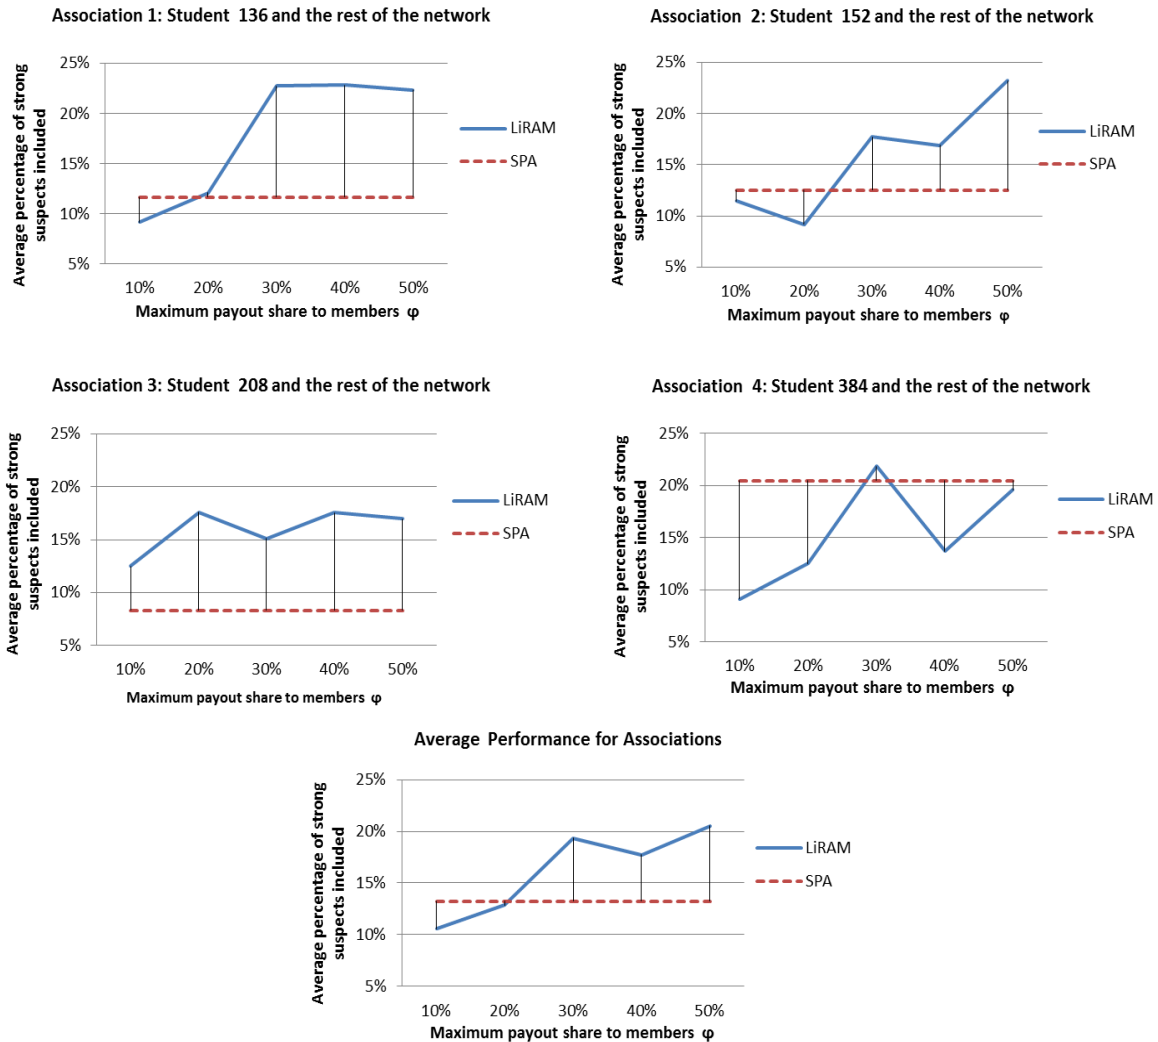 Association 1: Student 136 and the rest of the network
Average percentage of strong
suspects included
25%
20%
15%
10%
5%
10% 20% 30% 40% 50%
Maximum payout share to members φ
LiRAM
SPA
Association 2: Student 152 and the rest of the network
Average percentage of strong
suspects included
25%
20%
15%
10%
5%
10% 20% 30% 40% 50%
Maximum payout share to members φ
LiRAM
SPA
Association 3: Student 208 and the rest of the network
Average percentage of strong
suspects included
25%
20%
15%
10%
5%
10% 20% 30% 40% 50%
Maximum payout share to members φ
LiRAM
SPA
Association 4: Student 384 and the rest of the network
Average percentage of strong
suspects included
25%
20%
15%
10%
5%
10% 20% 30% 40% 50%
Maximum payout share to members φ
LiRAM
SPA
Average Performance for Associations
Average percentage of strong
suspects included
25%
20%
15%
10%
5%
10% 20% 30% 40% 50%
Maximum payout share to members φ
LiRAM
SPA